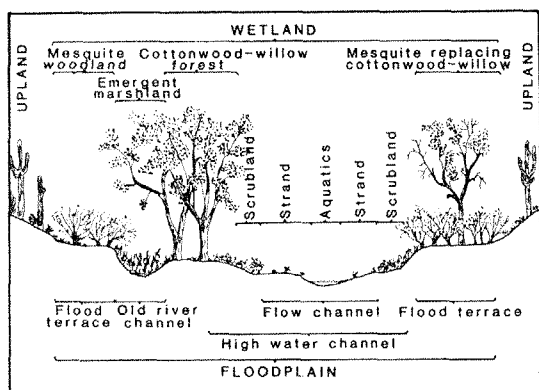 WETLAND
UPLAND
Mesquite
woodland
Cottonwood-willow
forest
Mesquite replacing
cottonwood-willow
UPLAND
Emergent
marshland
Scrubland
Strand
Aquatics
Strand
Scrubland
Flood
terrace
Old river
channel
Flow channel
Flood terrace
High water channel
FLOODPLAIN